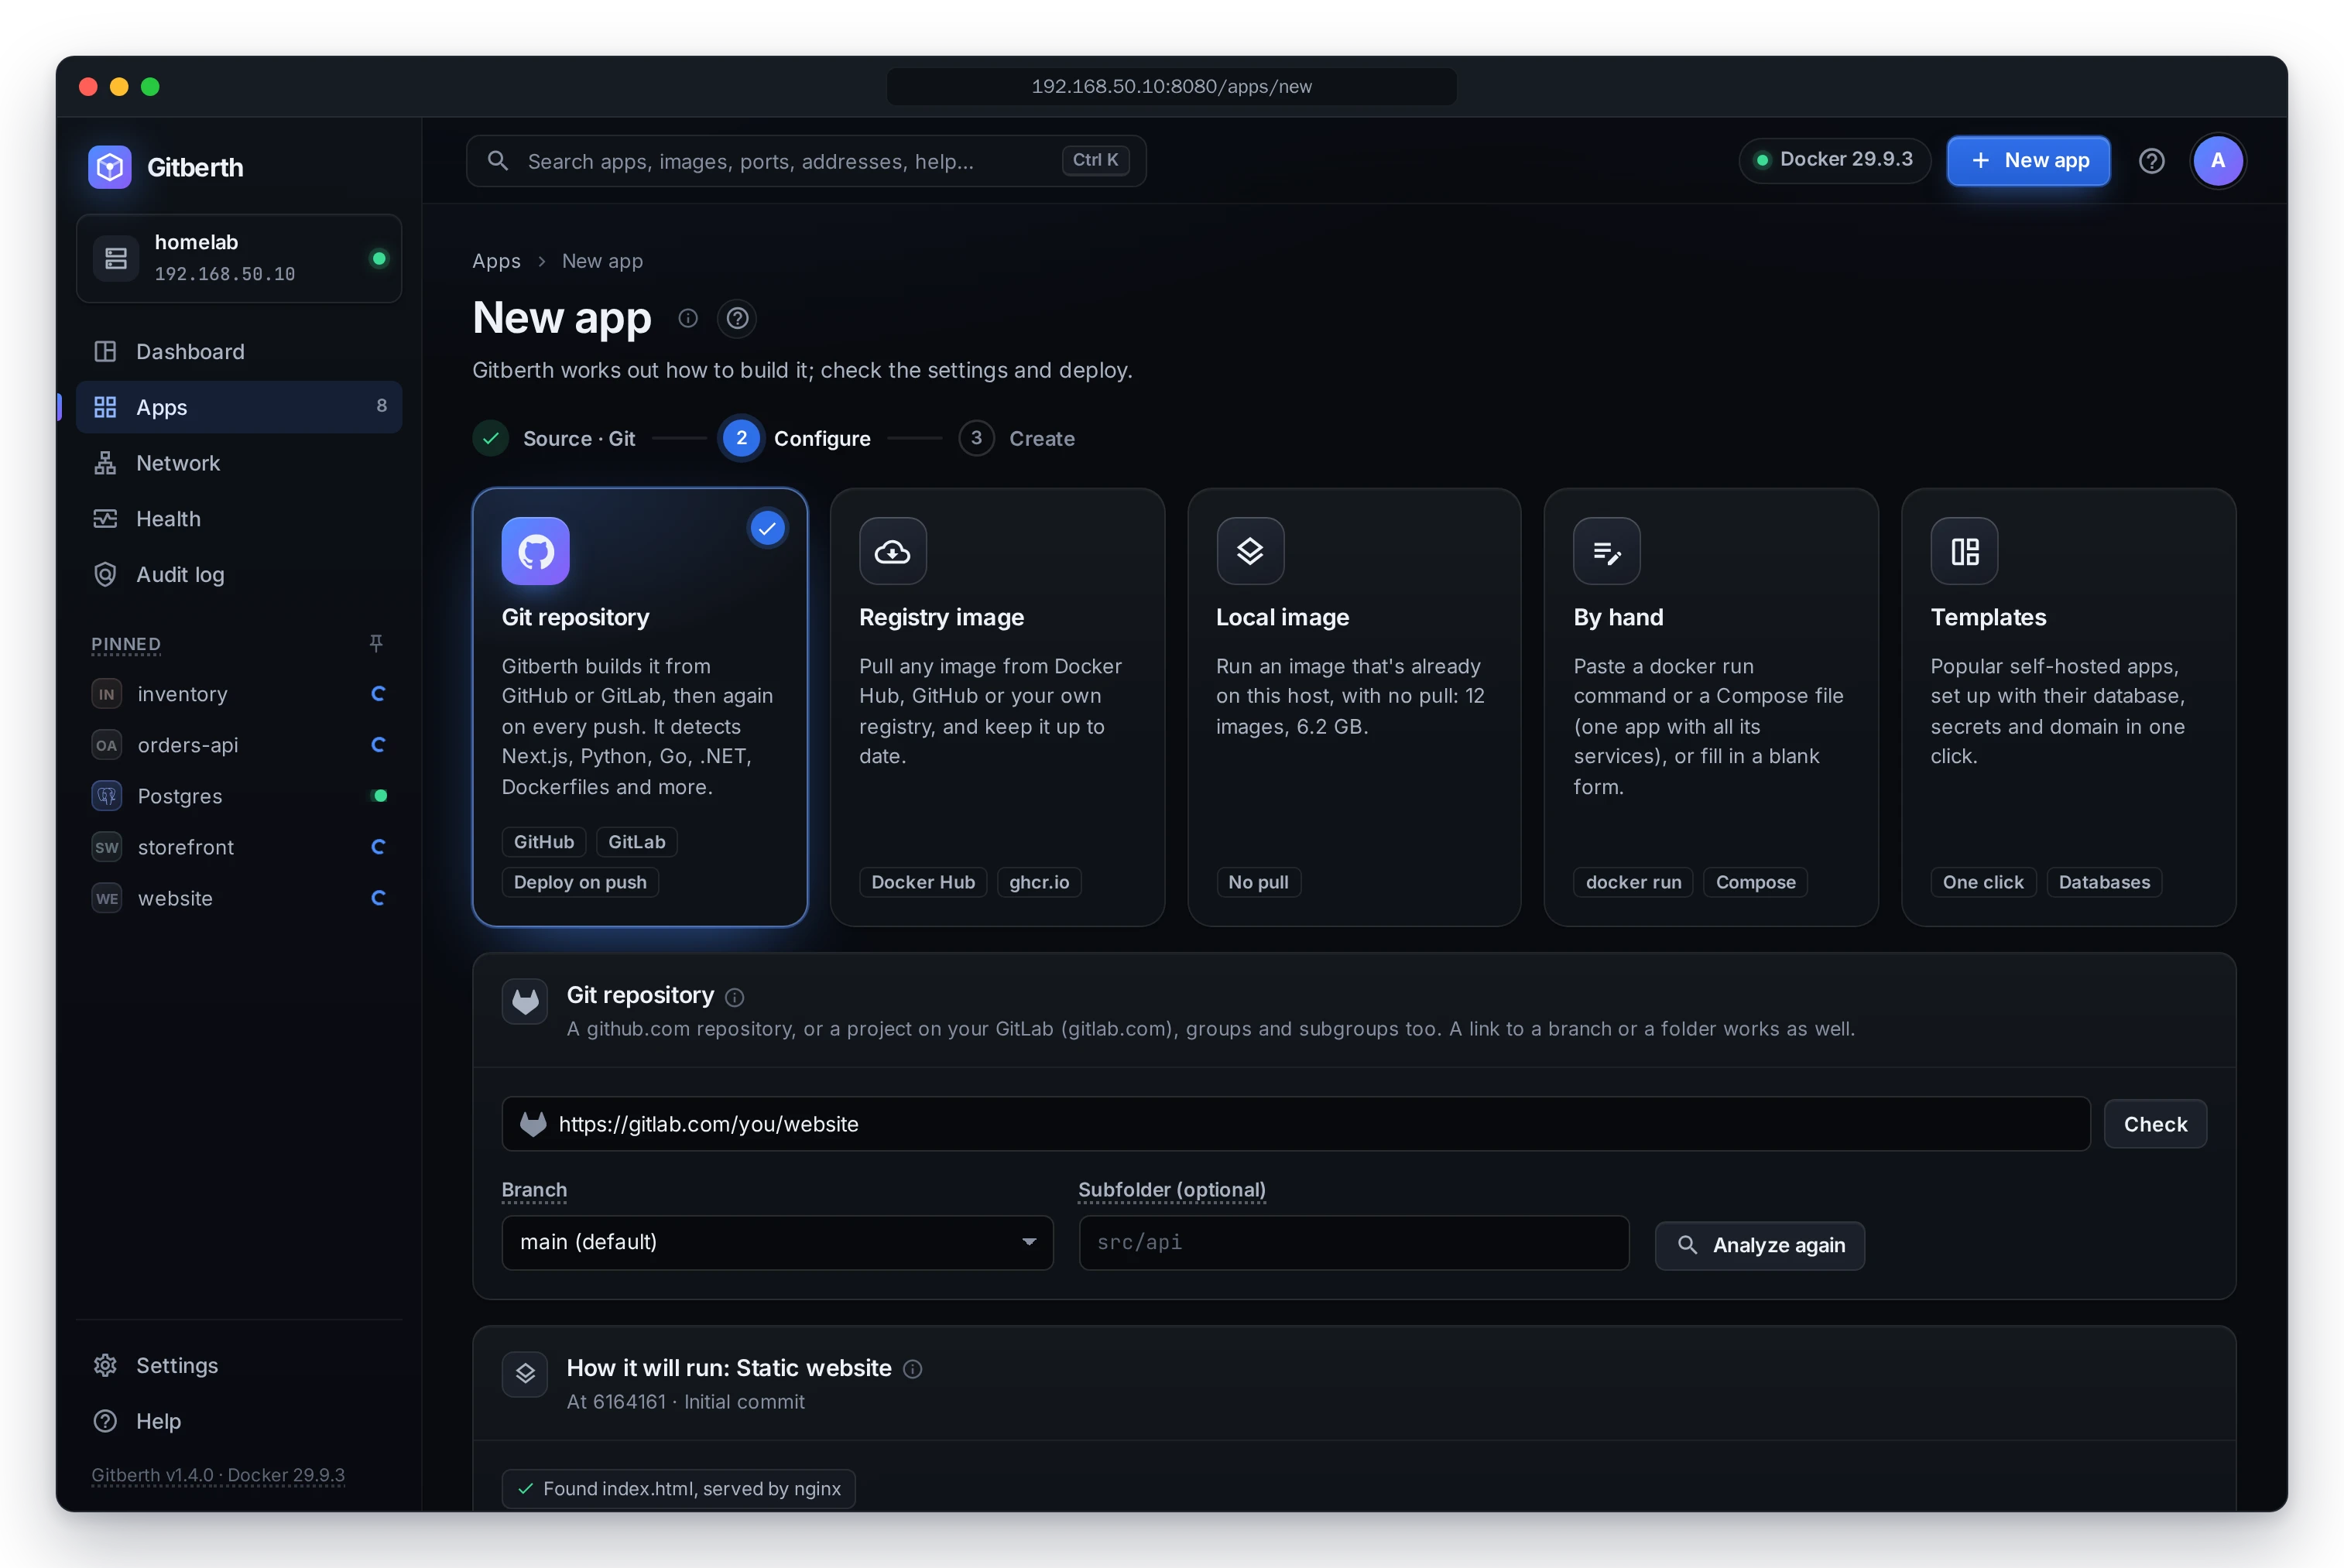 192.168.50.10:8080/apps/new
Gitberth
Search apps, images, ports, addresses, help...
Ctrl K
Docker 29.9.3
New app
A
homelab
192.168.50.10
Dashboard
Apps
8
Network
Health
Audit log
PINNED
IN
inventory
OA
orders-api
Postgres
SW
storefront
WE
website
Settings
Help
Gitberth v1.4.0 · Docker 29.9.3
Apps
New app
New app
Gitberth works out how to build it; check the settings and deploy.
Source · Git
2
Configure
3
Create
Git repository
Gitberth builds it from
GitHub or GitLab, then again
on every push. It detects
Next.js, Python, Go, .NET,
Dockerfiles and more.
GitHub
GitLab
Deploy on push
Registry image
Pull any image from Docker
Hub, GitHub or your own
registry, and keep it up to
date.
Docker Hub
ghcr.io
Local image
Run an image that's already
on this host, with no pull: 12
images, 6.2 GB.
No pull
By hand
Paste a docker run
command or a Compose file
(one app with all its
services), or fill in a blank
form.
docker run
Compose
Templates
Popular self-hosted apps,
set up with their database,
secrets and domain in one
click.
One click
Databases
Git repository
A github.com repository, or a project on your GitLab (gitlab.com), groups and subgroups too. A link to a branch or a folder works as well.
https://gitlab.com/you/website
Check
Branch
Subfolder (optional)
main (default)
src/api
Analyze again
How it will run: Static website
At 6164161 · Initial commit
Found index.html, served by nginx